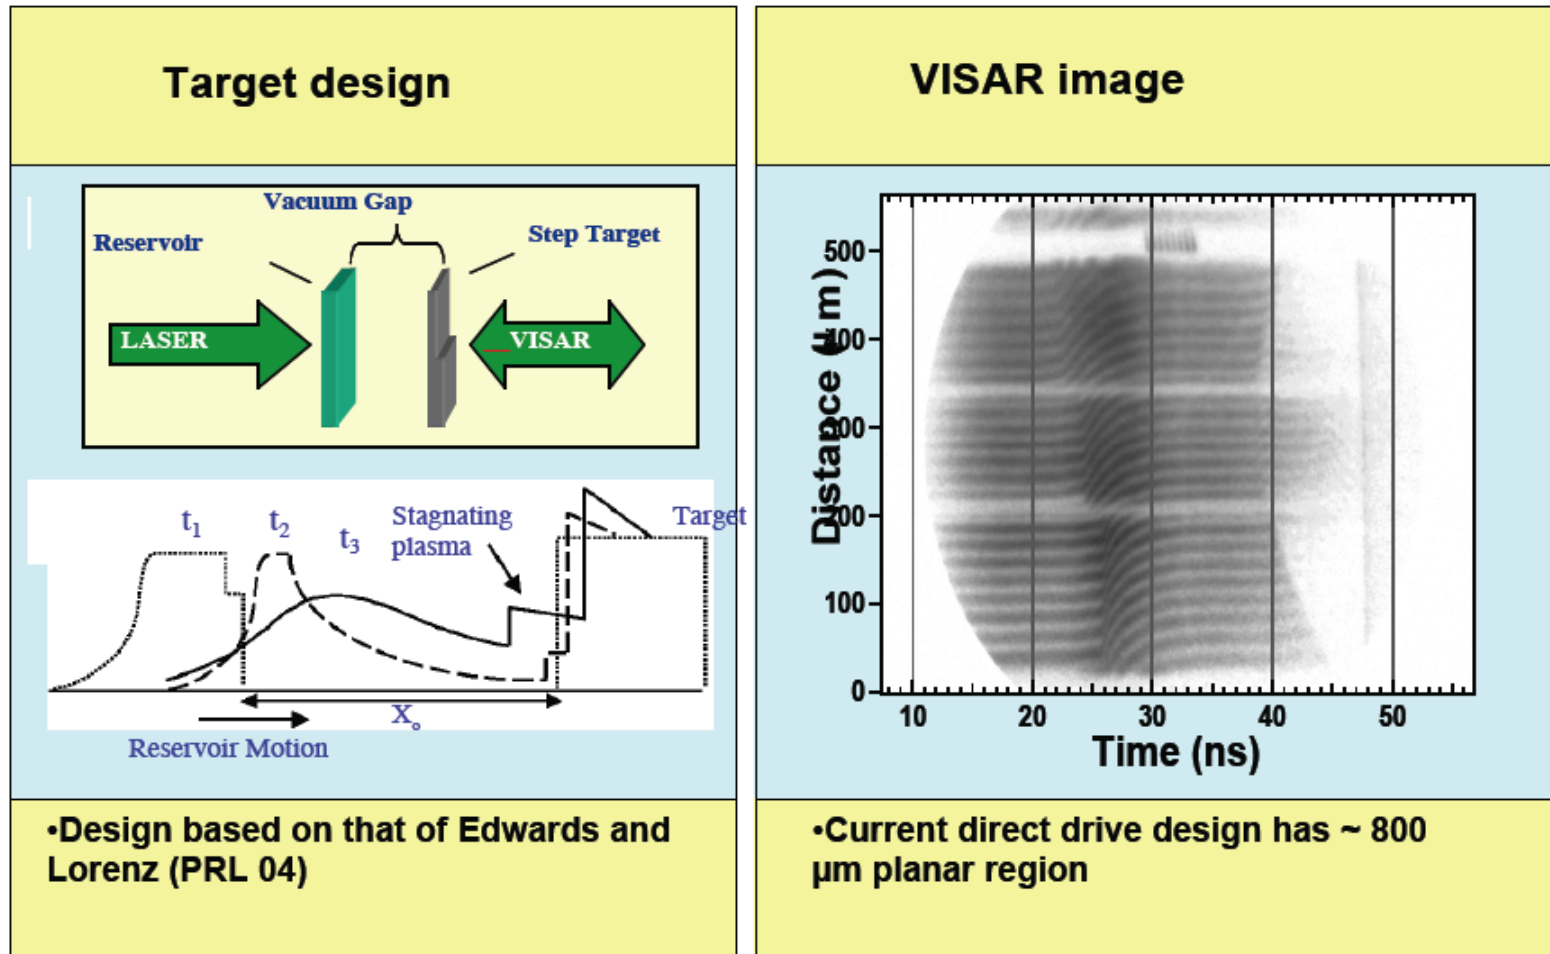 Target design
VISAR image
Vacuum Gap
Reservoir
Step Target
LASER
VISAR
t1
t2
t3
Stagnating
plasma
Target
Xo
Reservoir Motion
Distance (µm)
500
400
300
200
100
0
10
20
30
40
50
Time (ns)
•Design based on that of Edwards and
Lorenz (PRL 04)
•Current direct drive design has ~ 800
µm planar region